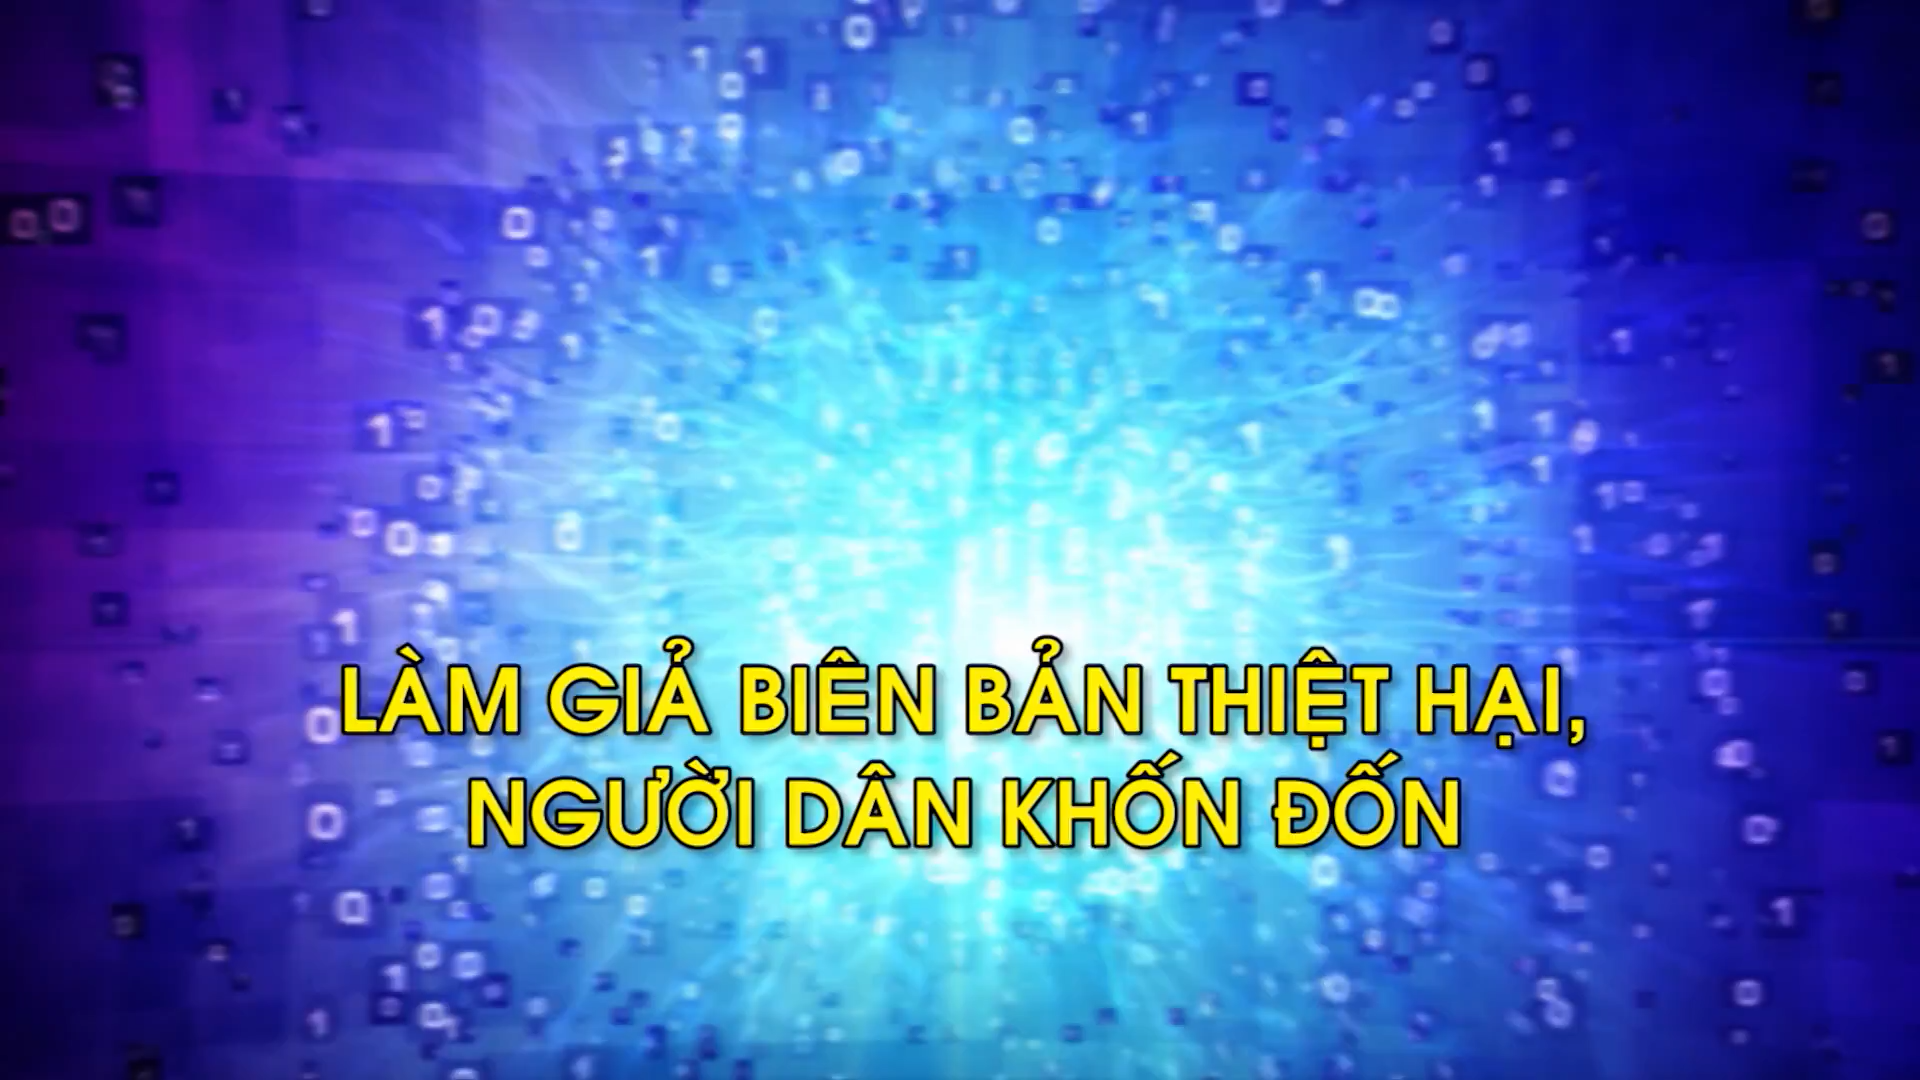 LÀM GIẢ BIÊN BẢN THIỆT HẠI,
NGƯỜI DÂN KHỐN ĐỐN